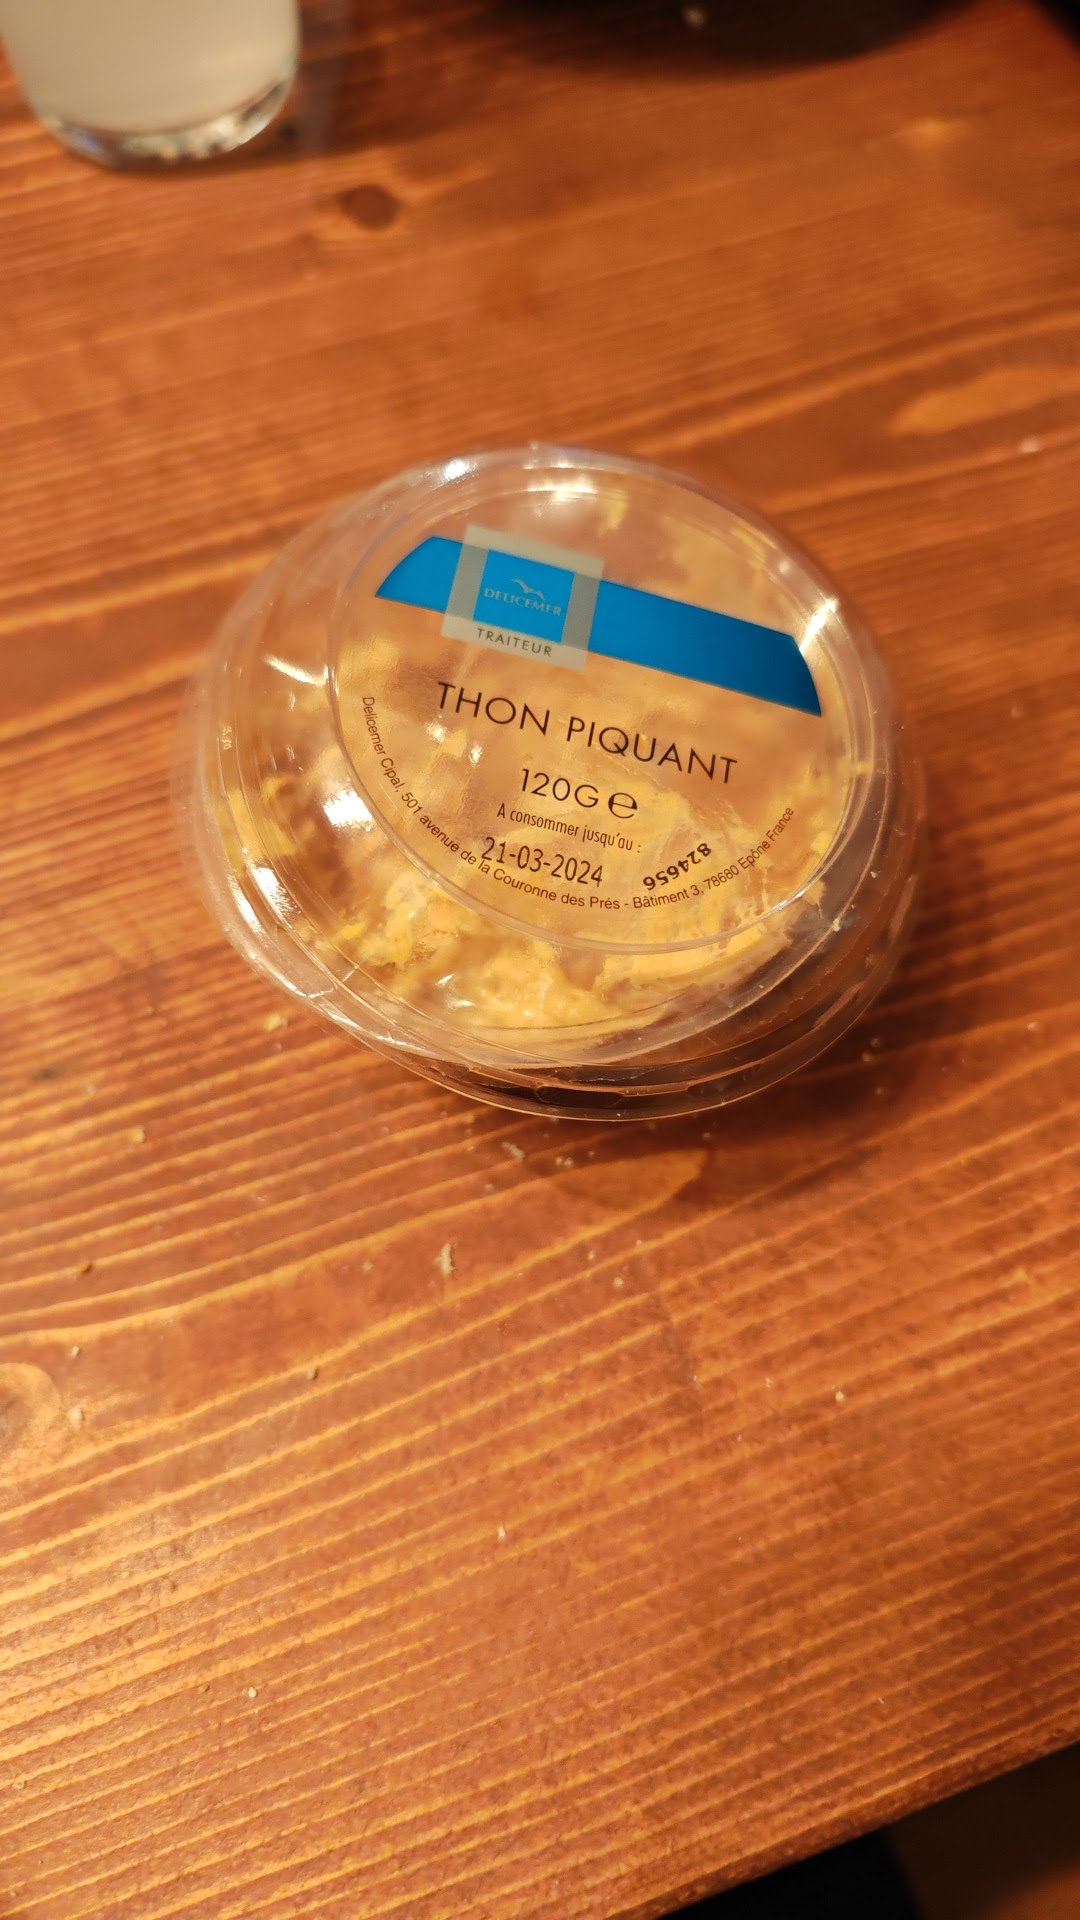 DELICEMER
TRAITEUR
THON PIQUANT
120G℮
A consommer jusqu'au :
21-03-2024
824656
Delicemer Cipal, 501 avenue de la Couronne des Prés - Bâtiment 3, 78680 Epône France